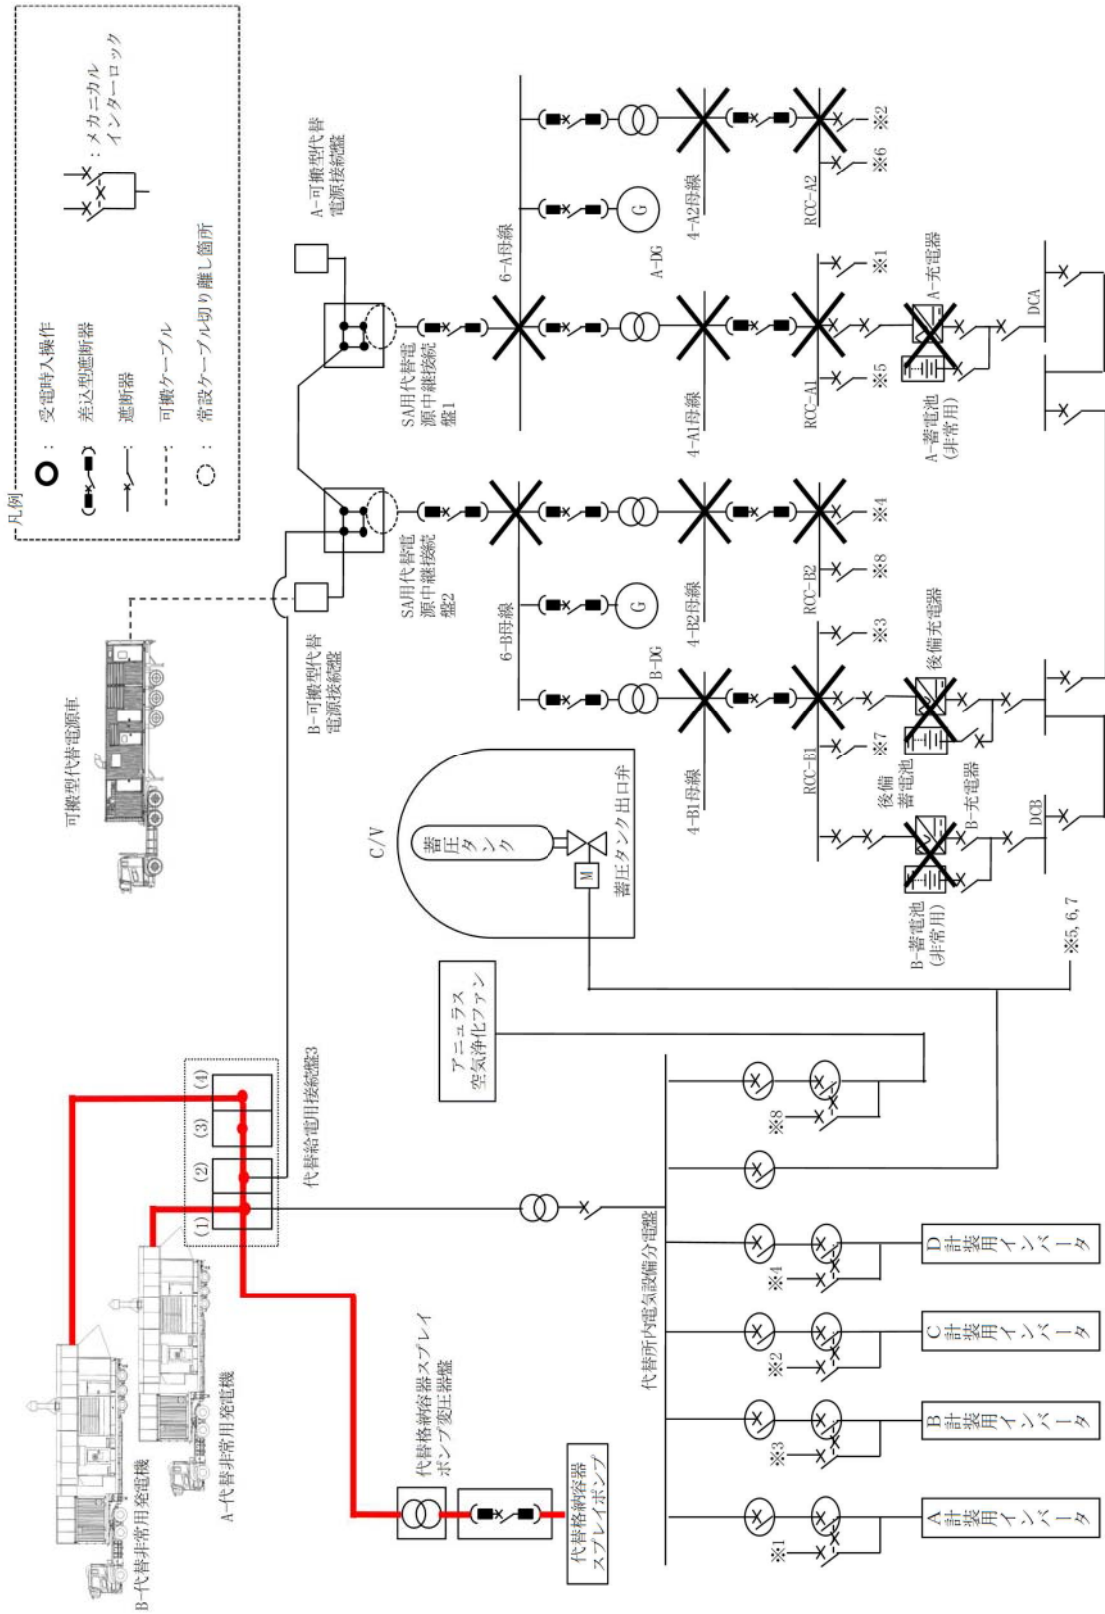 凡例
: 受電時入操作
: 差込型遮断器
: 遮断器
: 可搬ケーブル
: 常設ケーブル切り離し箇所
: メカニカル
インターロック
可搬型代替電源車
B-代替非常用発電機
A-代替非常用発電機
(1)
(2)
(3)
(4)
代替給電用接続盤3
B-可搬型代替
電源接続盤
A-可搬型代替
電源接続盤
SA用代替電
源中継接続
盤2
SA用代替電
源中継接続
盤1
代替格納容器スプレイ
ポンプ変圧器盤
代替格納容器
スプレイポンプ
アニュラス
空気浄化ファン
C/V
蓄圧
タンク
M
蓄圧タンク出口弁
6-B母線
6-A母線
G
B-DG
G
A-DG
4-B1母線
4-B2母線
4-A1母線
4-A2母線
RCC-B1
RCC-B2
RCC-A1
RCC-A2
※7
※3
※8
※4
※5
※1
※6
※2
B-蓄電池
(非常用)
B-充電器
後備
蓄電池
後備充電器
A-蓄電池
(非常用)
A-充電器
DCB
DCA
※5,6,7
代替所内電気設備分電盤
※1
※3
※2
※4
※8
A
計装用インバータ
B
計装用インバータ
C
計装用インバータ
D
計装用インバータ